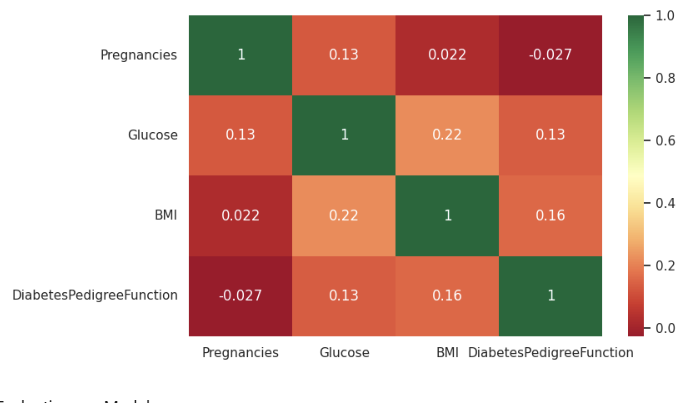 1.0
Pregnancies 1 0.13 0.022 -0.027
0.8
Glucose 0.13 1 0.22 0.13
0.6
0.4
BMI 0.022 0.22 1 0.16
0.2
DiabetesPedigreeFunction -0.027 0.13 0.16 1
0.0
Pregnancies Glucose BMI DiabetesPedigreeFunction